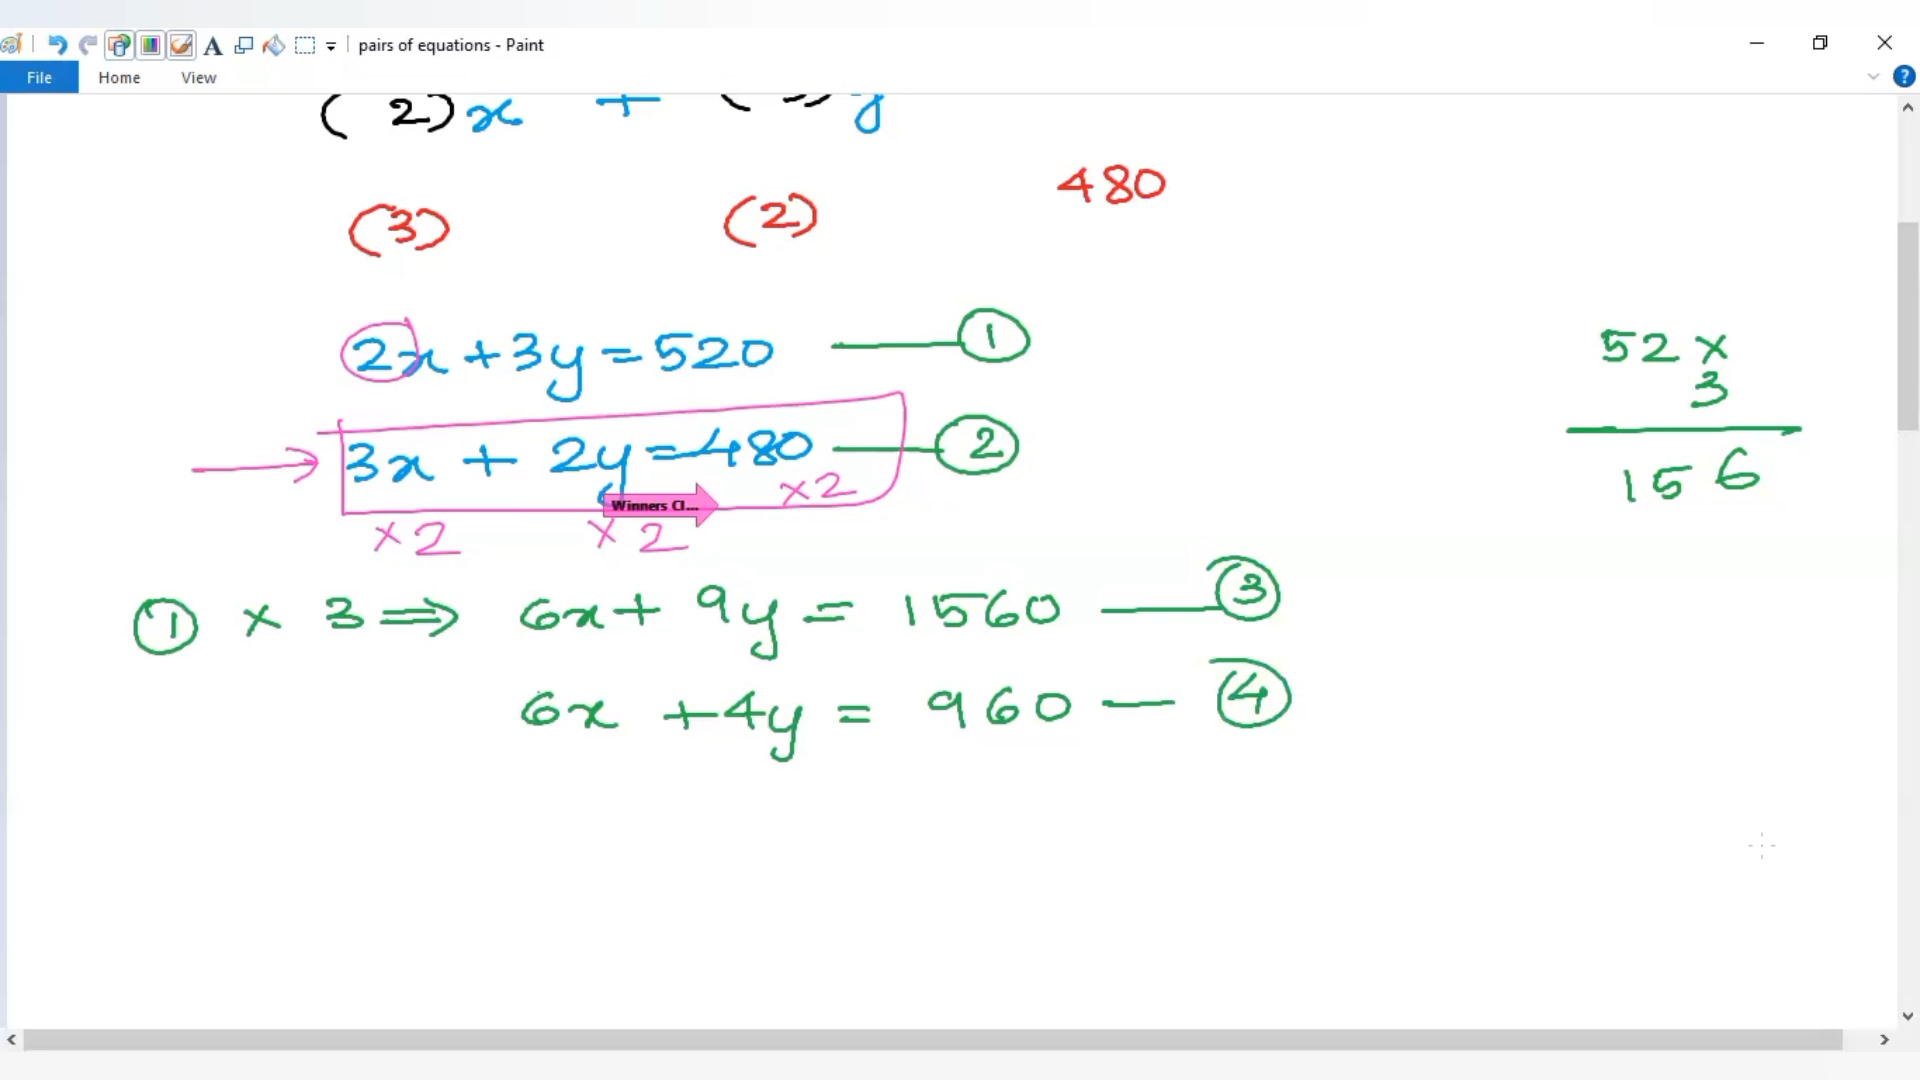 pairs of equations - Paint
File Home View
( 2)x + ( )y
480
(3) (2)
2x + 3y = 520 — ①
3x + 2y = 480 — ②
Winners Cl...
×2 ×2 ×2
52 ×
3
156
① × 3 ⇒ 6x + 9y = 1560 — ③
6x + 4y = 960 — ④